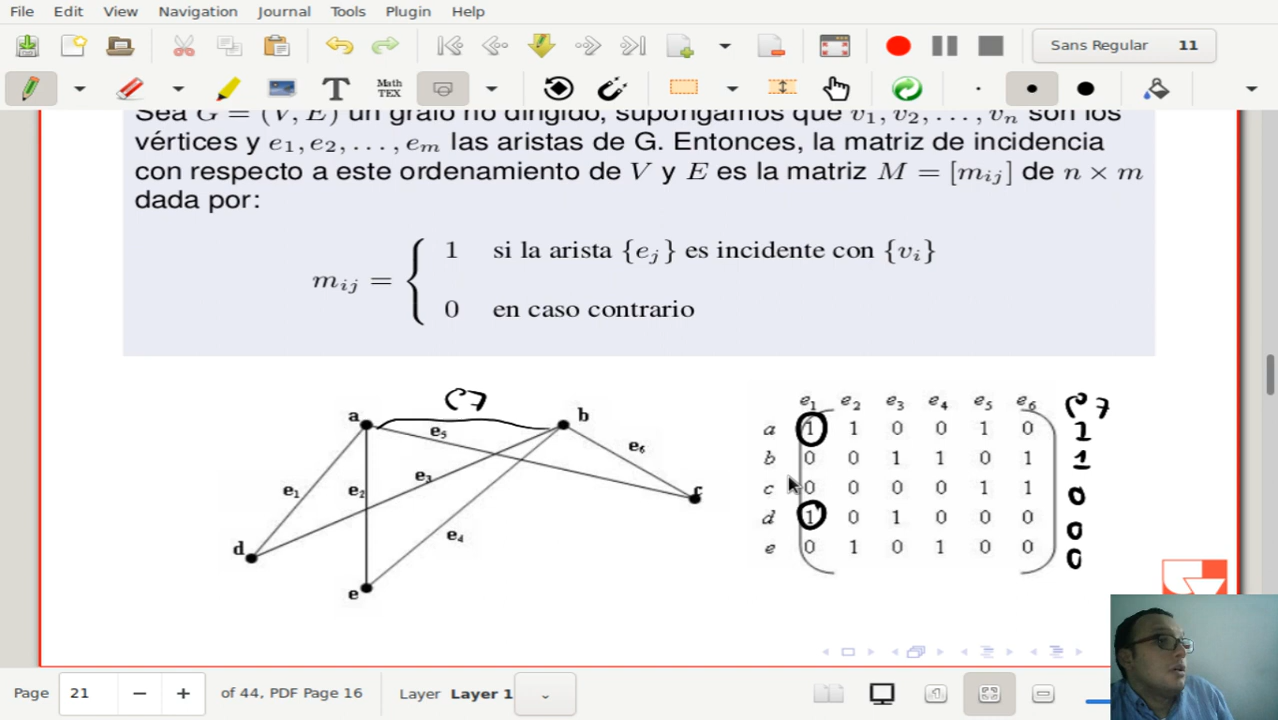 File Edit View Navigation Journal Tools Plugin Help
T Math TEX Sans Regular 11
Sea G = (V, E) un grafo no dirigido, supongamos que v₁, v₂, . . . , vₙ son los
vértices y e₁, e₂, . . . , eₘ las aristas de G. Entonces, la matriz de incidencia
con respecto a este ordenamiento de V y E es la matriz M = [mᵢⱼ] de n × m
dada por:
1 si la arista {eⱼ} es incidente con {vᵢ}
mᵢⱼ = {
0 en caso contrario
a e7 b
e₅
e₆
e₃
e₁ e₂
c
e₄
d
e
e₁ e₂ e₃ e₄ e₅ e₆ e7
a 1 1 0 0 1 0 1
b 0 0 1 1 0 1 1
c 0 0 0 0 1 1 0
d 1 0 1 0 0 0 0
e 0 1 0 1 0 0 0
Page 21 of 44, PDF Page 16 Layer Layer 1